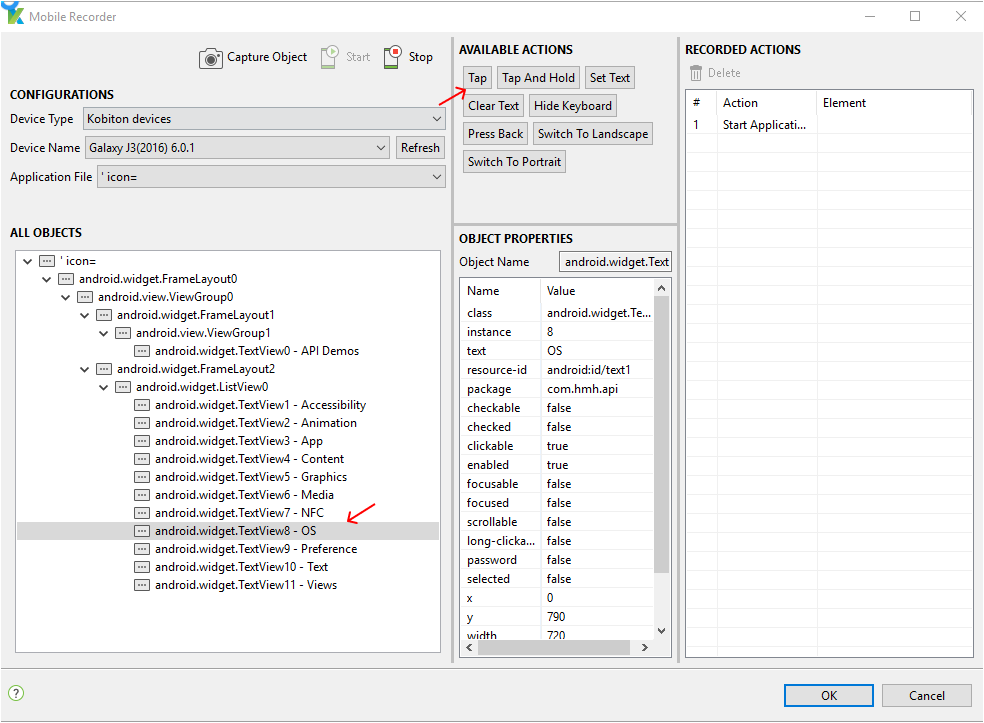 Mobile Recorder
Capture Object
Start
Stop
CONFIGURATIONS
Device Type
Kobiton devices
Device Name
Galaxy J3(2016) 6.0.1
Refresh
Application File
' icon=
ALL OBJECTS
' icon=
android.widget.FrameLayout0
android.view.ViewGroup0
android.widget.FrameLayout1
android.view.ViewGroup1
android.widget.TextView0 - API Demos
android.widget.FrameLayout2
android.widget.ListView0
android.widget.TextView1 - Accessibility
android.widget.TextView2 - Animation
android.widget.TextView3 - App
android.widget.TextView4 - Content
android.widget.TextView5 - Graphics
android.widget.TextView6 - Media
android.widget.TextView7 - NFC
android.widget.TextView8 - OS
android.widget.TextView9 - Preference
android.widget.TextView10 - Text
android.widget.TextView11 - Views
AVAILABLE ACTIONS
Tap
Tap And Hold
Set Text
Clear Text
Hide Keyboard
Press Back
Switch To Landscape
Switch To Portrait
OBJECT PROPERTIES
Object Name
android.widget.Text
Name Value
class android.widget.Te...
instance 8
text OS
resource-id android:id/text1
package com.hmh.api
checkable false
checked false
clickable true
enabled true
focusable false
focused false
scrollable false
long-clicka... false
password false
selected false
x 0
y 790
width 720
RECORDED ACTIONS
Delete
# Action Element
1 Start Applicati...
?
OK
Cancel